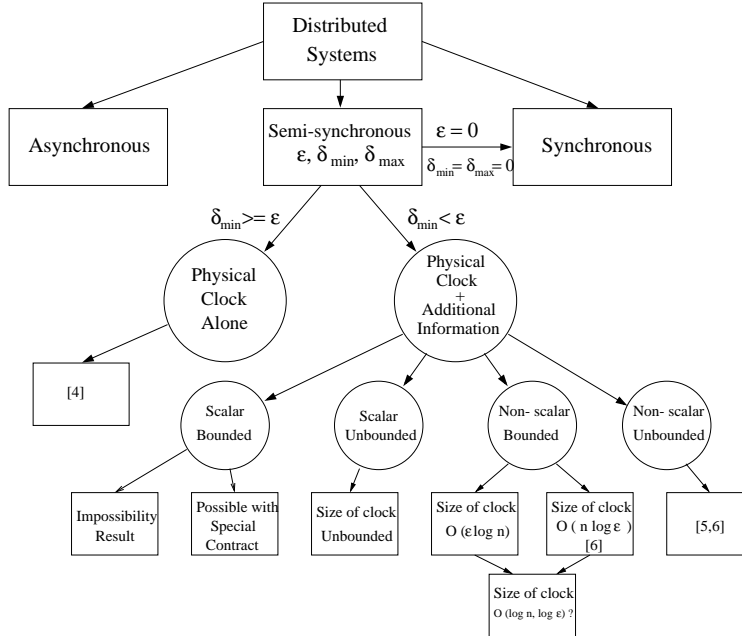 Distributed
Systems
Asynchronous
Semi-synchronous
ε, δmin, δmax
ε = 0
δmin = δmax = 0
Synchronous
δmin >= ε
δmin < ε
Physical
Clock
Alone
Physical
Clock
+
Additional
Information
[4]
Scalar
Bounded
Scalar
Unbounded
Non- scalar
Bounded
Non- scalar
Unbounded
Impossibility
Result
Possible with
Special
Contract
Size of clock
Unbounded
Size of clock
O (ε log n)
Size of clock
O ( n log ε )
[6]
[5,6]
Size of clock
O (log n, log ε) ?